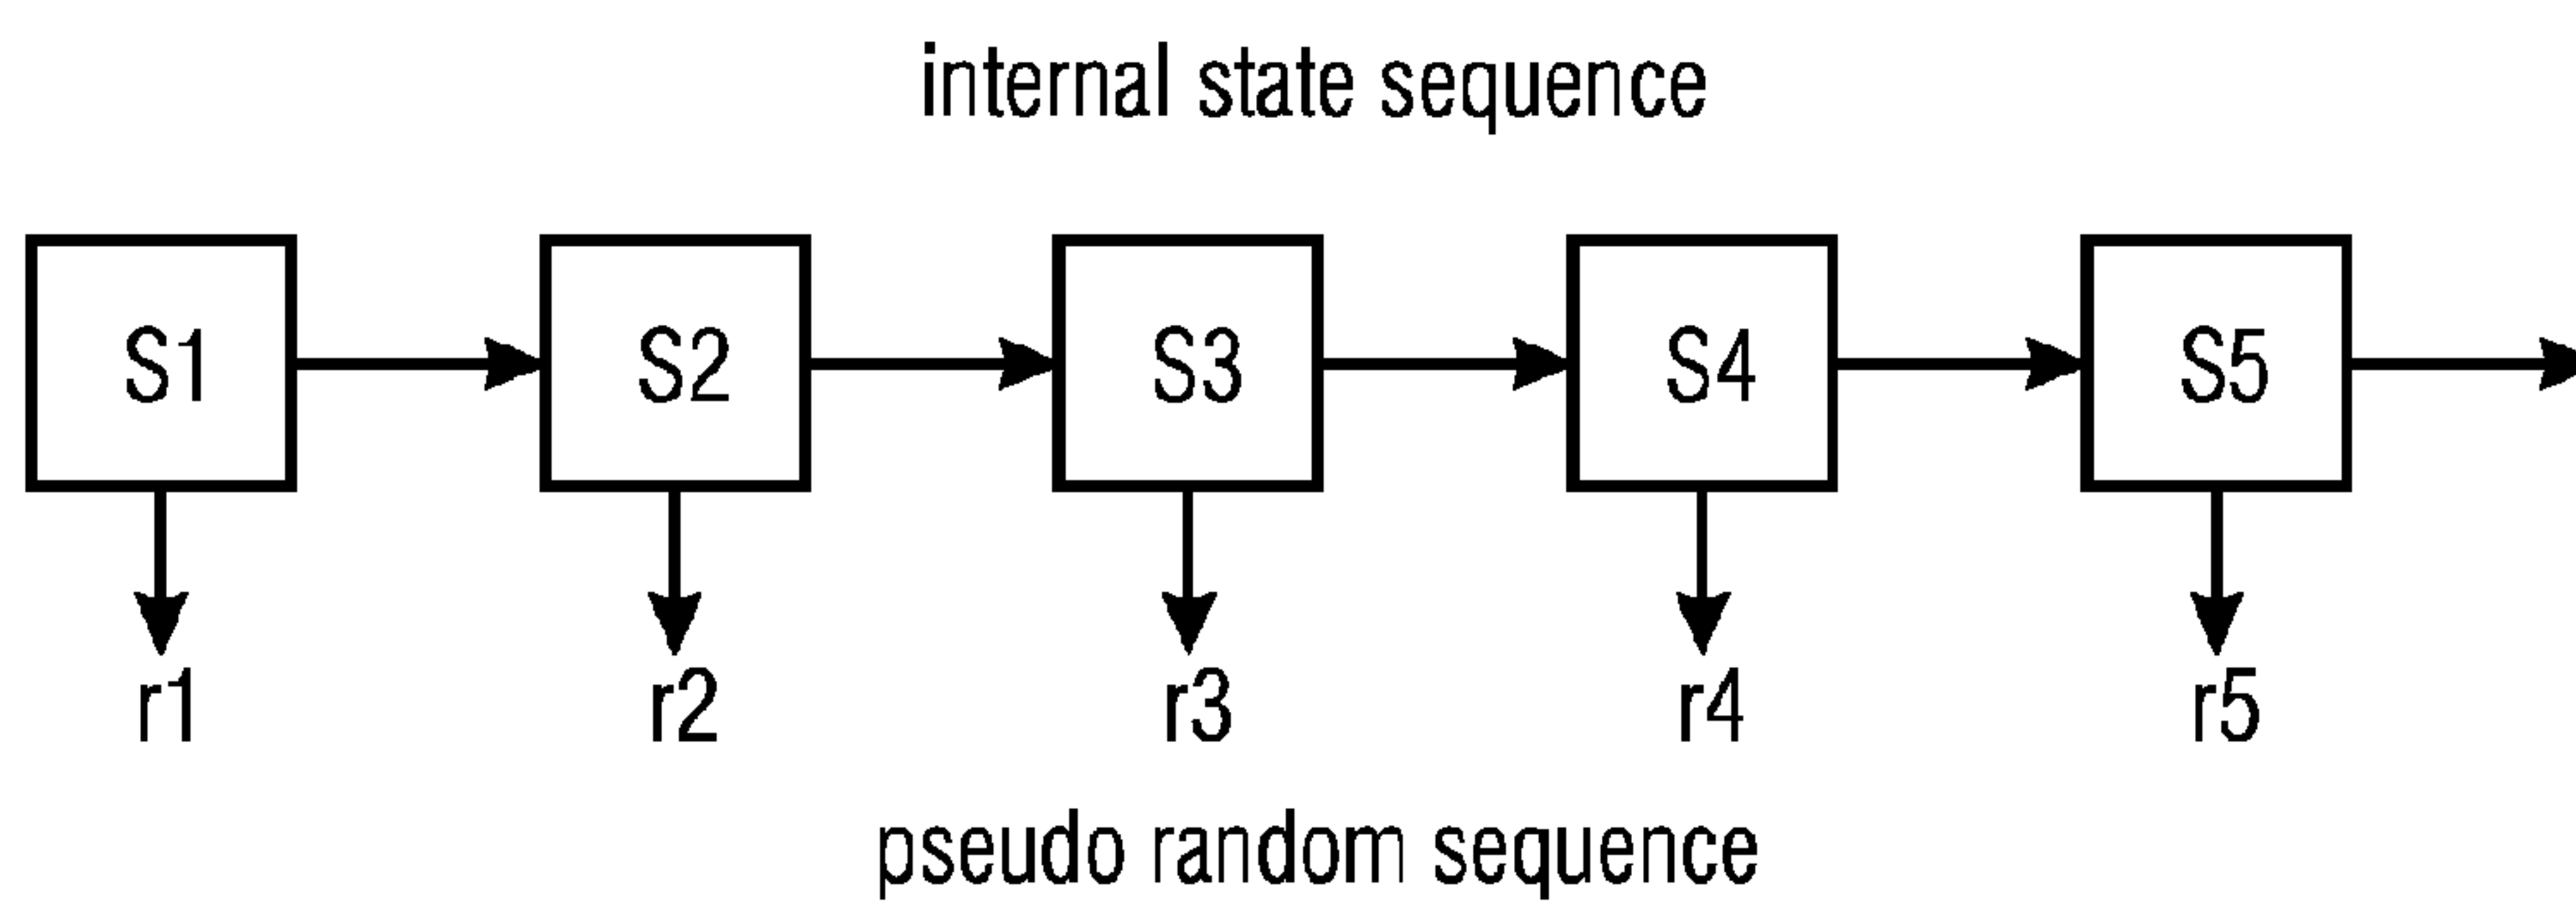 internal state sequence
S1 S2 S3 S4 S5
r1 r2 r3 r4 r5
pseudo random sequence